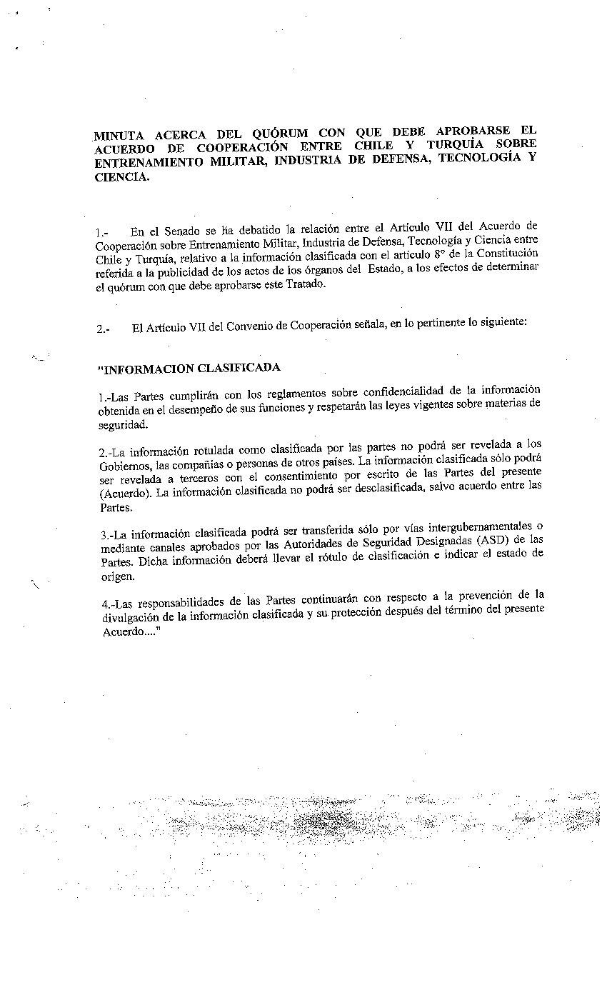 MINUTA ACERCA DEL QUÓRUM CON QUE DEBE APROBARSE EL
ACUERDO DE COOPERACIÓN ENTRE CHILE Y TURQUÍA SOBRE
ENTRENAMIENTO MILITAR, INDUSTRIA DE DEFENSA, TECNOLOGÍA Y
CIENCIA.
1.- En el Senado se ha debatido la relación entre el Artículo VII del Acuerdo de
Cooperación sobre Entrenamiento Militar, Industria de Defensa, Tecnología y Ciencia entre
Chile y Turquía, relativo a la información clasificada con el artículo 8° de la Constitución
referida a la publicidad de los actos de los órganos del Estado, a los efectos de determinar
el quórum con que debe aprobarse este Tratado.
2.- El Artículo VII del Convenio de Cooperación señala, en lo pertinente lo siguiente:
"INFORMACION CLASIFICADA
1.-Las Partes cumplirán con los reglamentos sobre confidencialidad de la información
obtenida en el desempeño de sus funciones y respetarán las leyes vigentes sobre materias de
seguridad.
2.-La información rotulada como clasificada por las partes no podrá ser revelada a los
Gobiernos, las compañías o personas de otros países. La información clasificada sólo podrá
ser revelada a terceros con el consentimiento por escrito de las Partes del presente
(Acuerdo). La información clasificada no podrá ser desclasificada, salvo acuerdo entre las
Partes.
3.-La información clasificada podrá ser transferida sólo por vías intergubernamentales o
mediante canales aprobados por las Autoridades de Seguridad Designadas (ASD) de las
Partes. Dicha información deberá llevar el rótulo de clasificación e indicar el estado de
origen.
4.-Las responsabilidades de las Partes continuarán con respecto a la prevención de la
divulgación de la información clasificada y su protección después del término del presente
Acuerdo...."